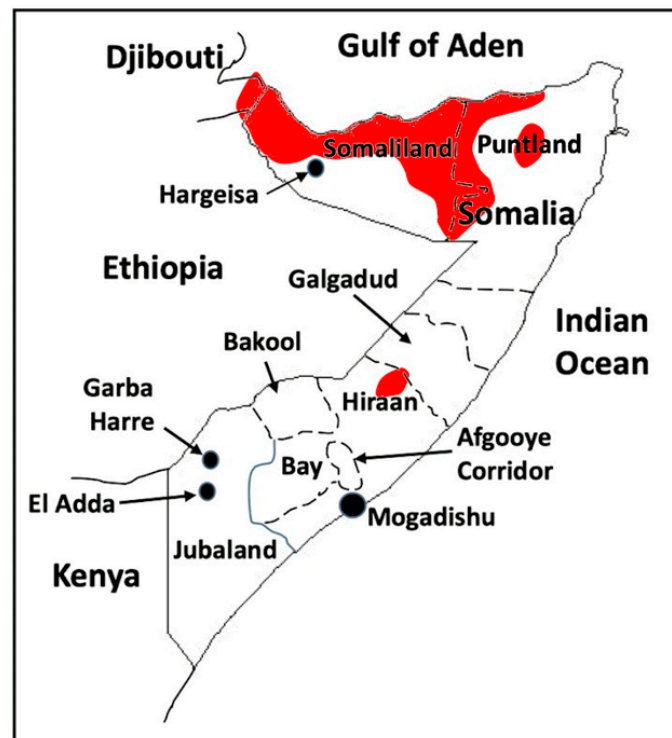 Gulf of Aden
Djibouti
Somaliland
Puntland
Hargeisa
Somalia
Ethiopia
Galgadud
Indian
Ocean
Bakool
Garba
Harre
Hiraan
Afgooye
Corridor
Bay
El Adda
Mogadishu
Jubaland
Kenya